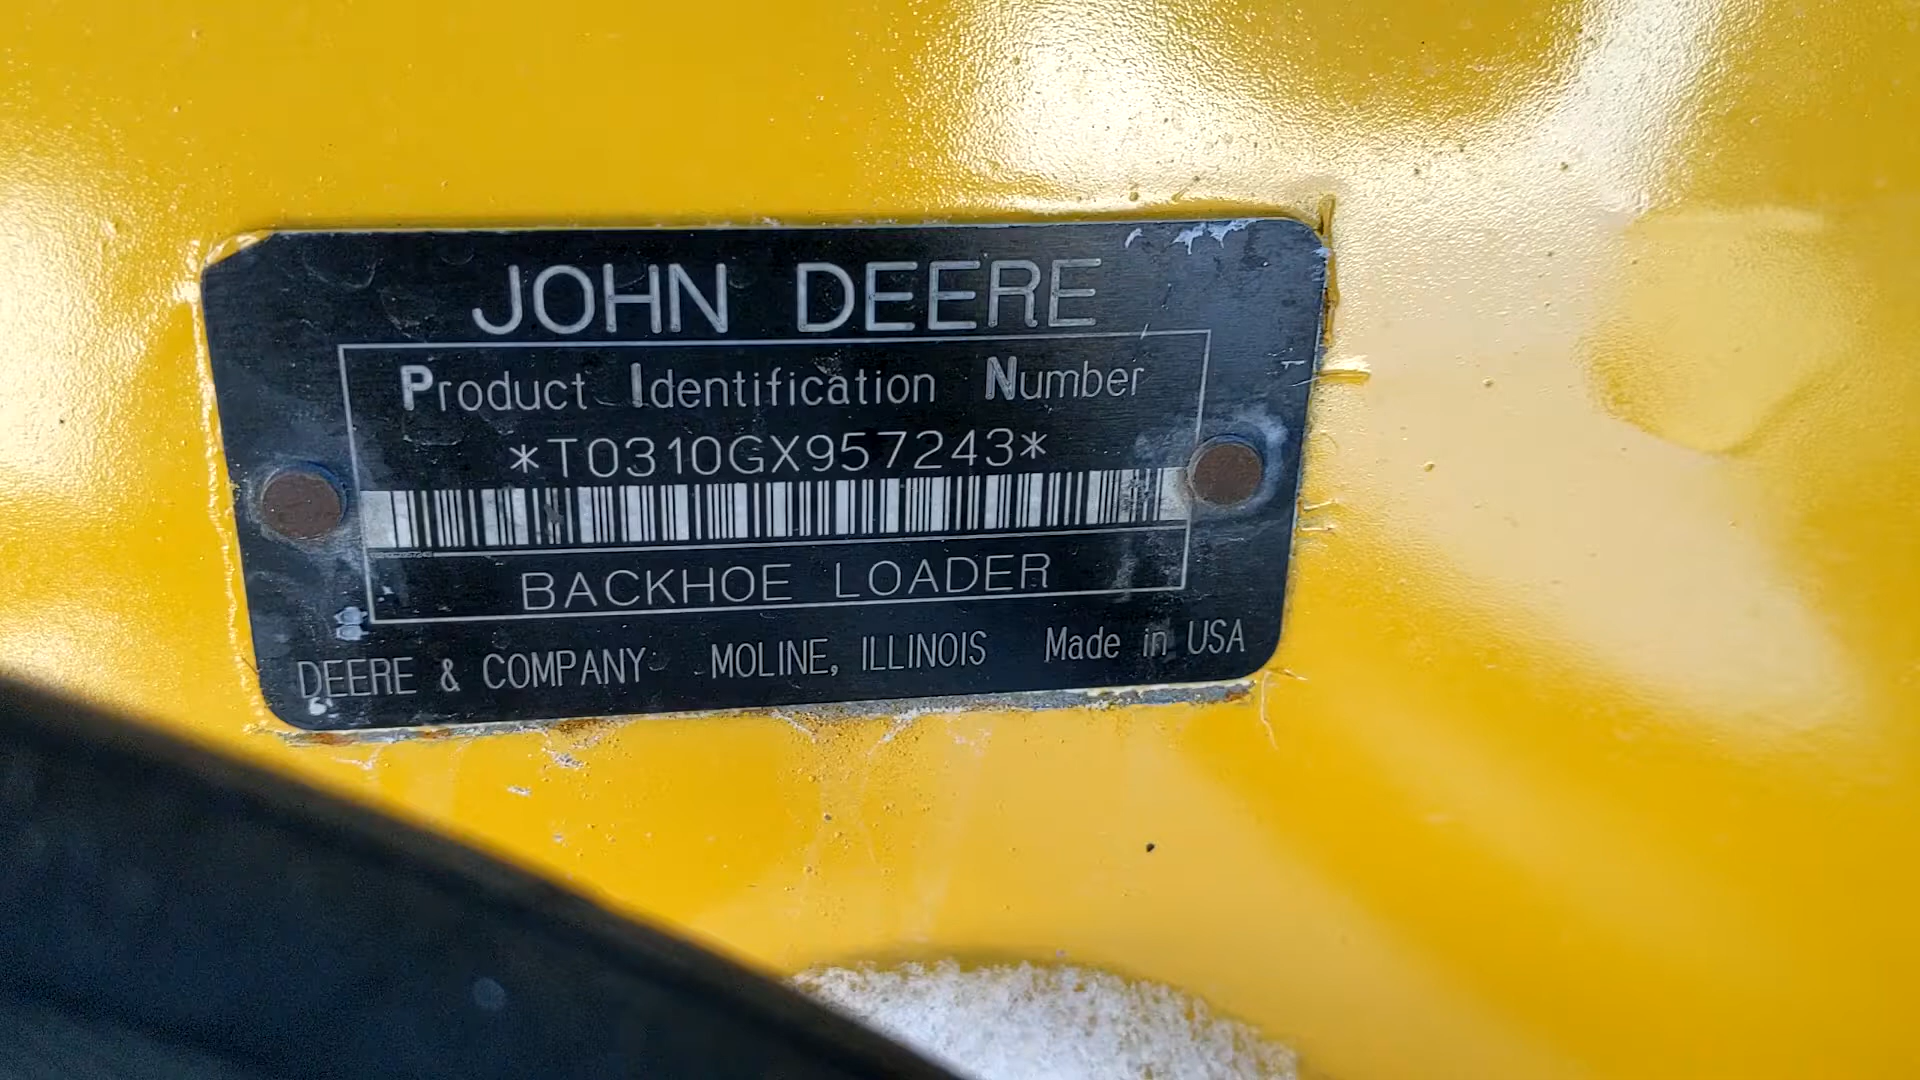 JOHN DEERE
Product Identification Number
*T0310GX957243*
BACKHOE LOADER
DEERE & COMPANY MOLINE, ILLINOIS Made in USA